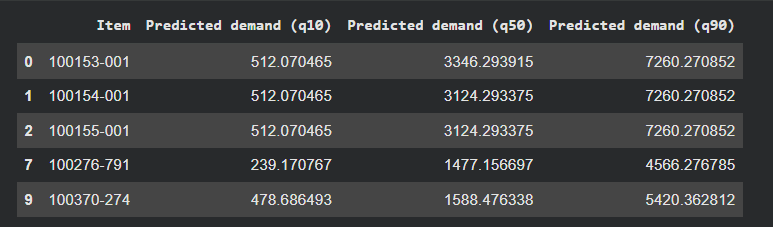 Item Predicted demand (q10) Predicted demand (q50) Predicted demand (q90)
0 100153-001 512.070465 3346.293915 7260.270852
1 100154-001 512.070465 3124.293375 7260.270852
2 100155-001 512.070465 3124.293375 7260.270852
7 100276-791 239.170767 1477.156697 4566.276785
9 100370-274 478.686493 1588.476338 5420.362812